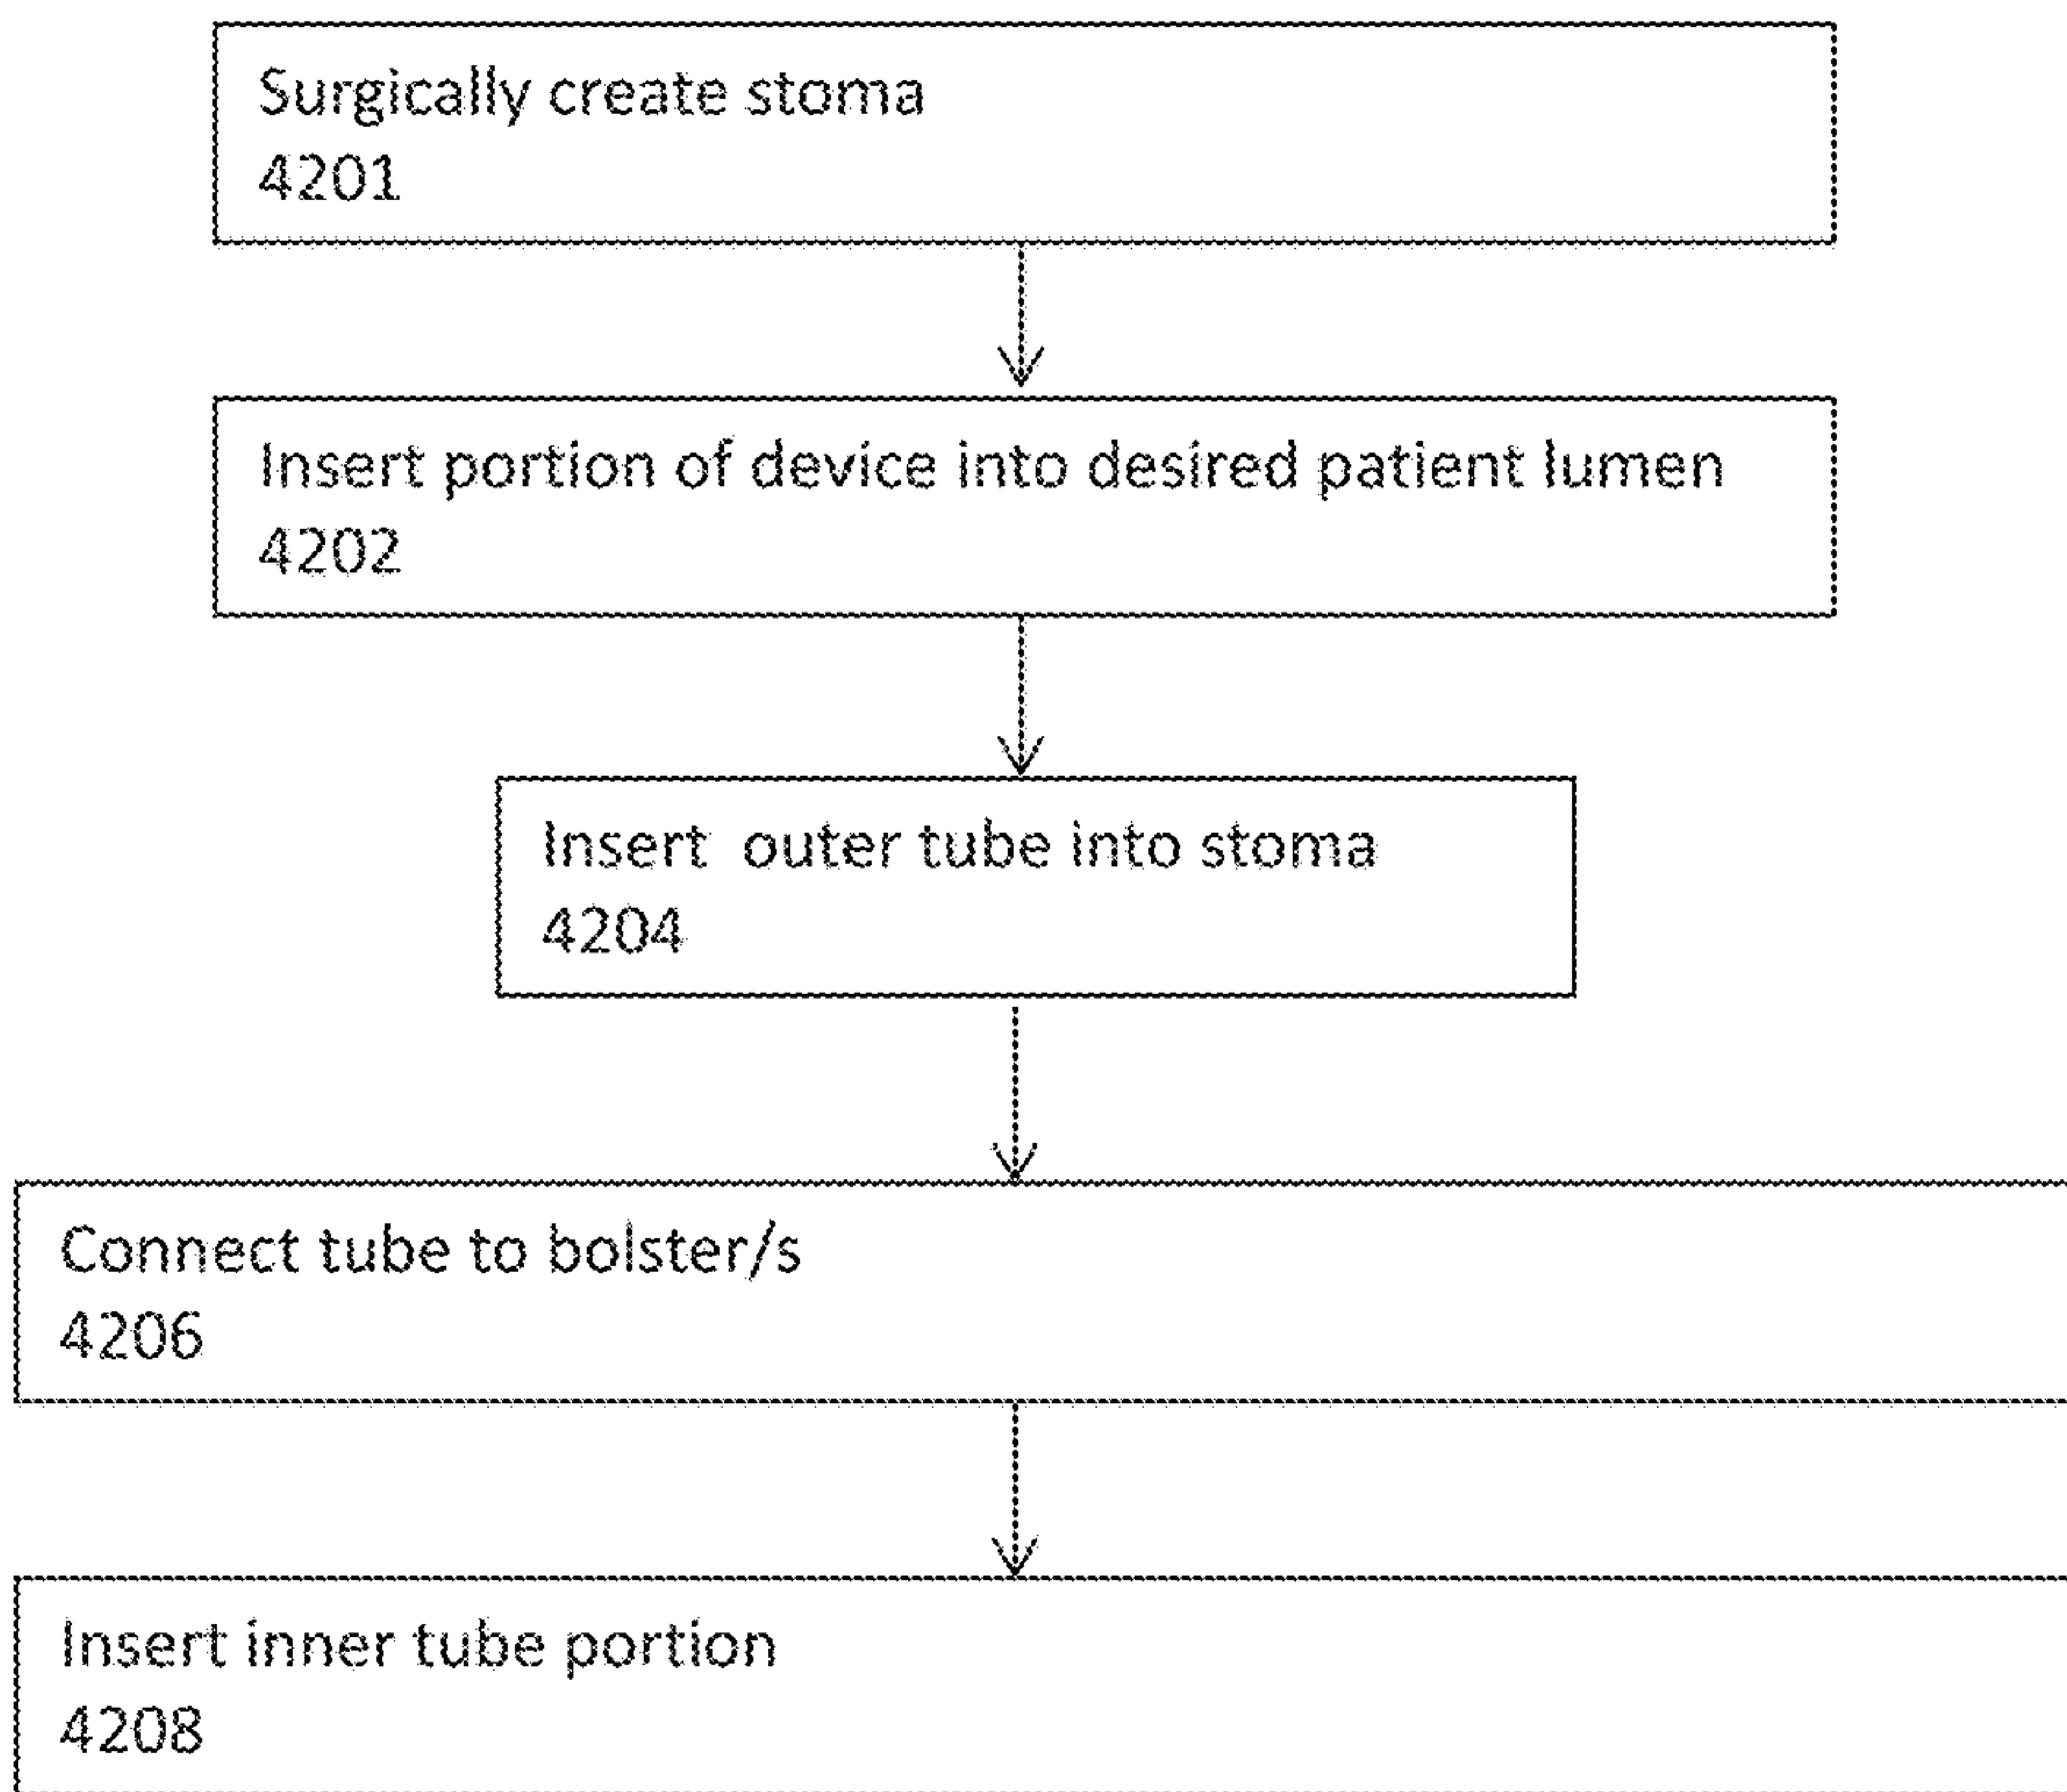 Surgically create stoma
4201
Insert portion of device into desired patient lumen
4202
Insert outer tube into stoma
4204
Connect tube to bolster/s
4206
Insert inner tube portion
4208